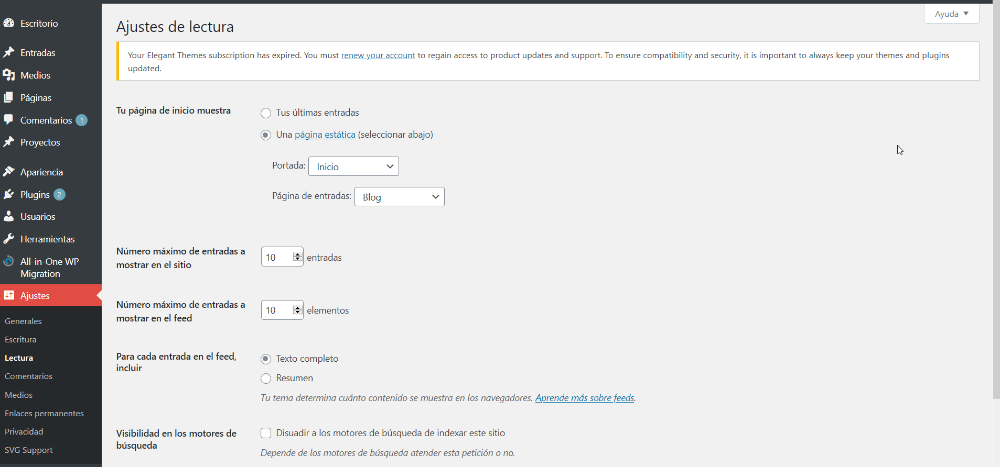 Escritorio
Entradas
Medios
Páginas
Comentarios 1
Proyectos
Apariencia
Plugins 2
Usuarios
Herramientas
All-in-One WP
Migration
Ajustes
Generales
Escritura
Lectura
Comentarios
Medios
Enlaces permanentes
Privacidad
SVG Support
Ayuda
Ajustes de lectura
Your Elegant Themes subscription has expired. You must renew your account to regain access to product updates and support. To ensure compatibility and security, it is important to always keep your themes and plugins
updated.
Tu página de inicio muestra
Tus últimas entradas
Una página estática (seleccionar abajo)
Portada: Inicio
Página de entradas: Blog
Número máximo de entradas a
mostrar en el sitio
10 entradas
Número máximo de entradas a
mostrar en el feed
10 elementos
Para cada entrada en el feed,
incluir
Texto completo
Resumen
Tu tema determina cuánto contenido se muestra en los navegadores. Aprende más sobre feeds.
Visibilidad en los motores de
búsqueda
Disuadir a los motores de búsqueda de indexar este sitio
Depende de los motores de búsqueda atender esta petición o no.